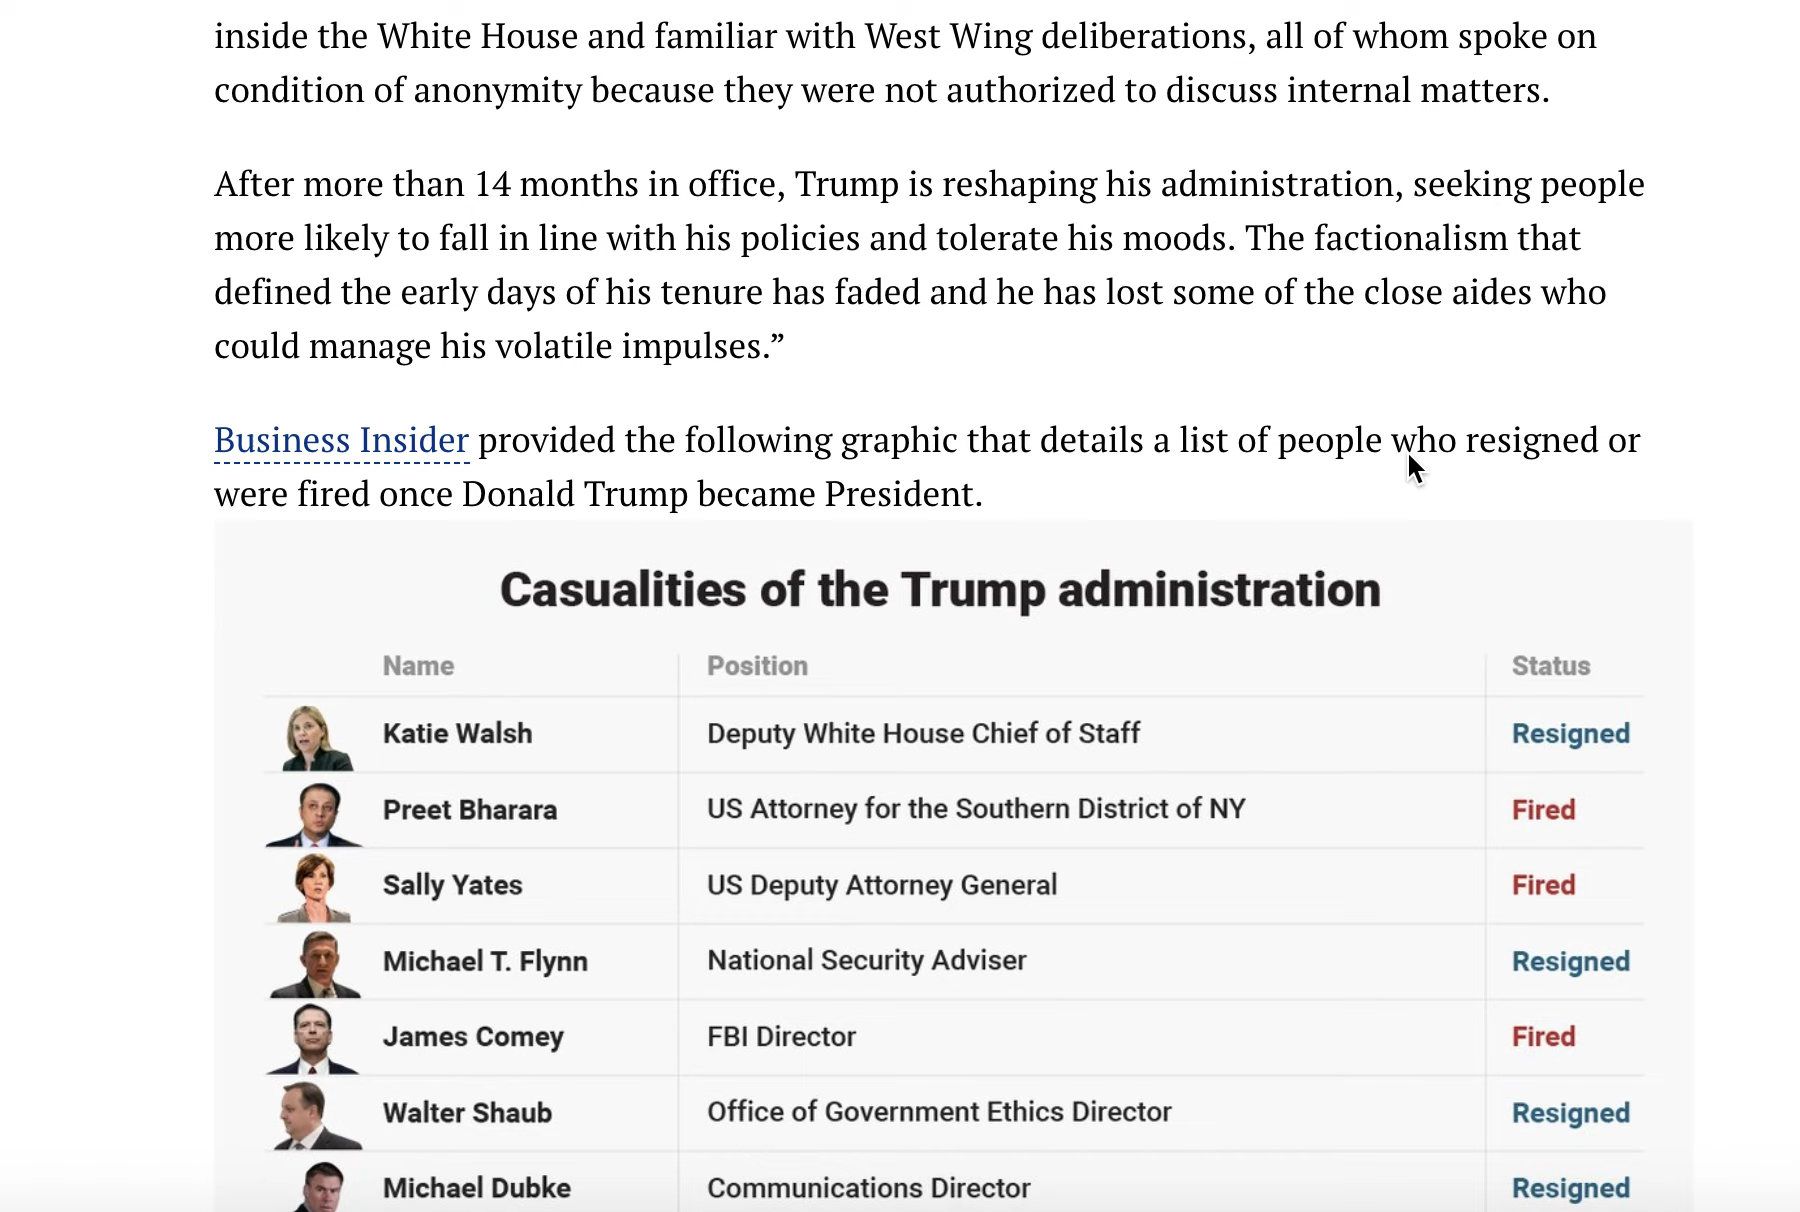 inside the White House and familiar with West Wing deliberations, all of whom spoke on
condition of anonymity because they were not authorized to discuss internal matters.
After more than 14 months in office, Trump is reshaping his administration, seeking people
more likely to fall in line with his policies and tolerate his moods. The factionalism that
defined the early days of his tenure has faded and he has lost some of the close aides who
could manage his volatile impulses.”
Business Insider provided the following graphic that details a list of people who resigned or
were fired once Donald Trump became President.
Casualities of the Trump administration
Name Position Status
Katie Walsh Deputy White House Chief of Staff Resigned
Preet Bharara US Attorney for the Southern District of NY Fired
Sally Yates US Deputy Attorney General Fired
Michael T. Flynn National Security Adviser Resigned
James Comey FBI Director Fired
Walter Shaub Office of Government Ethics Director Resigned
Michael Dubke Communications Director Resigned